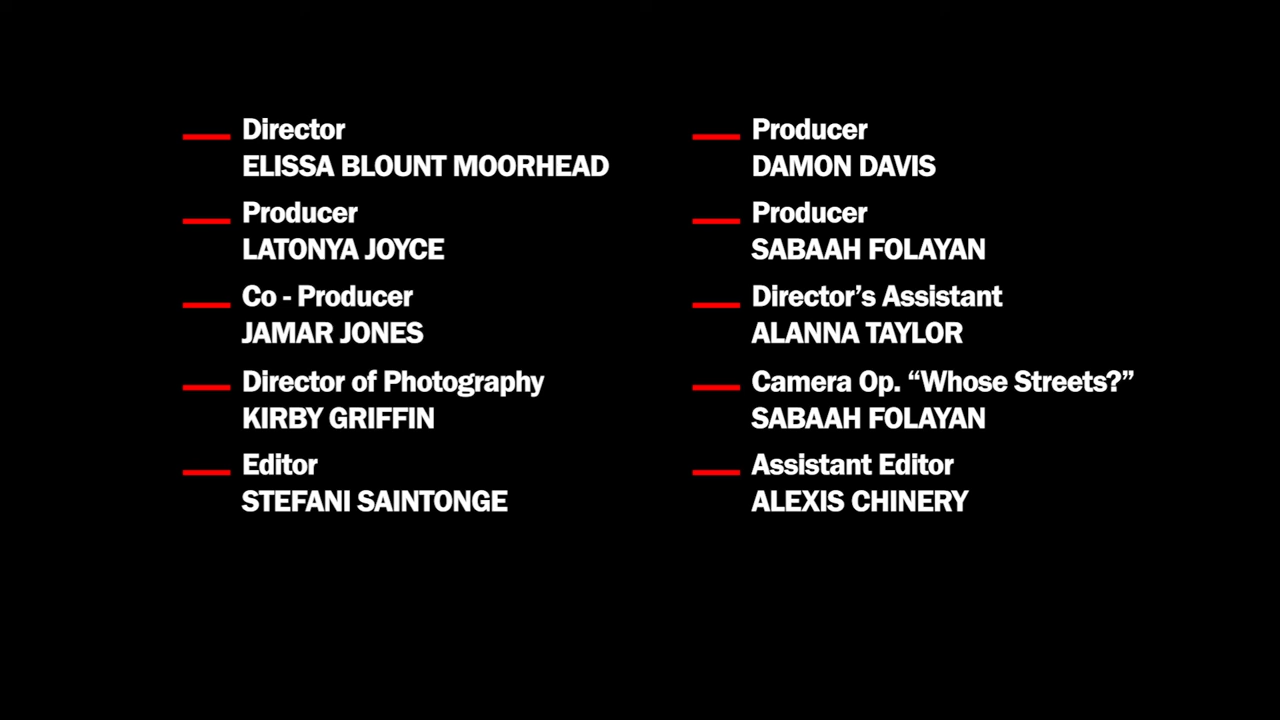 Director
ELISSA BLOUNT MOORHEAD
Producer
LATONYA JOYCE
Co - Producer
JAMAR JONES
Director of Photography
KIRBY GRIFFIN
Editor
STEFANI SAINTONGE
Producer
DAMON DAVIS
Producer
SABAAH FOLAYAN
Director’s Assistant
ALANNA TAYLOR
Camera Op. “Whose Streets?”
SABAAH FOLAYAN
Assistant Editor
ALEXIS CHINERY